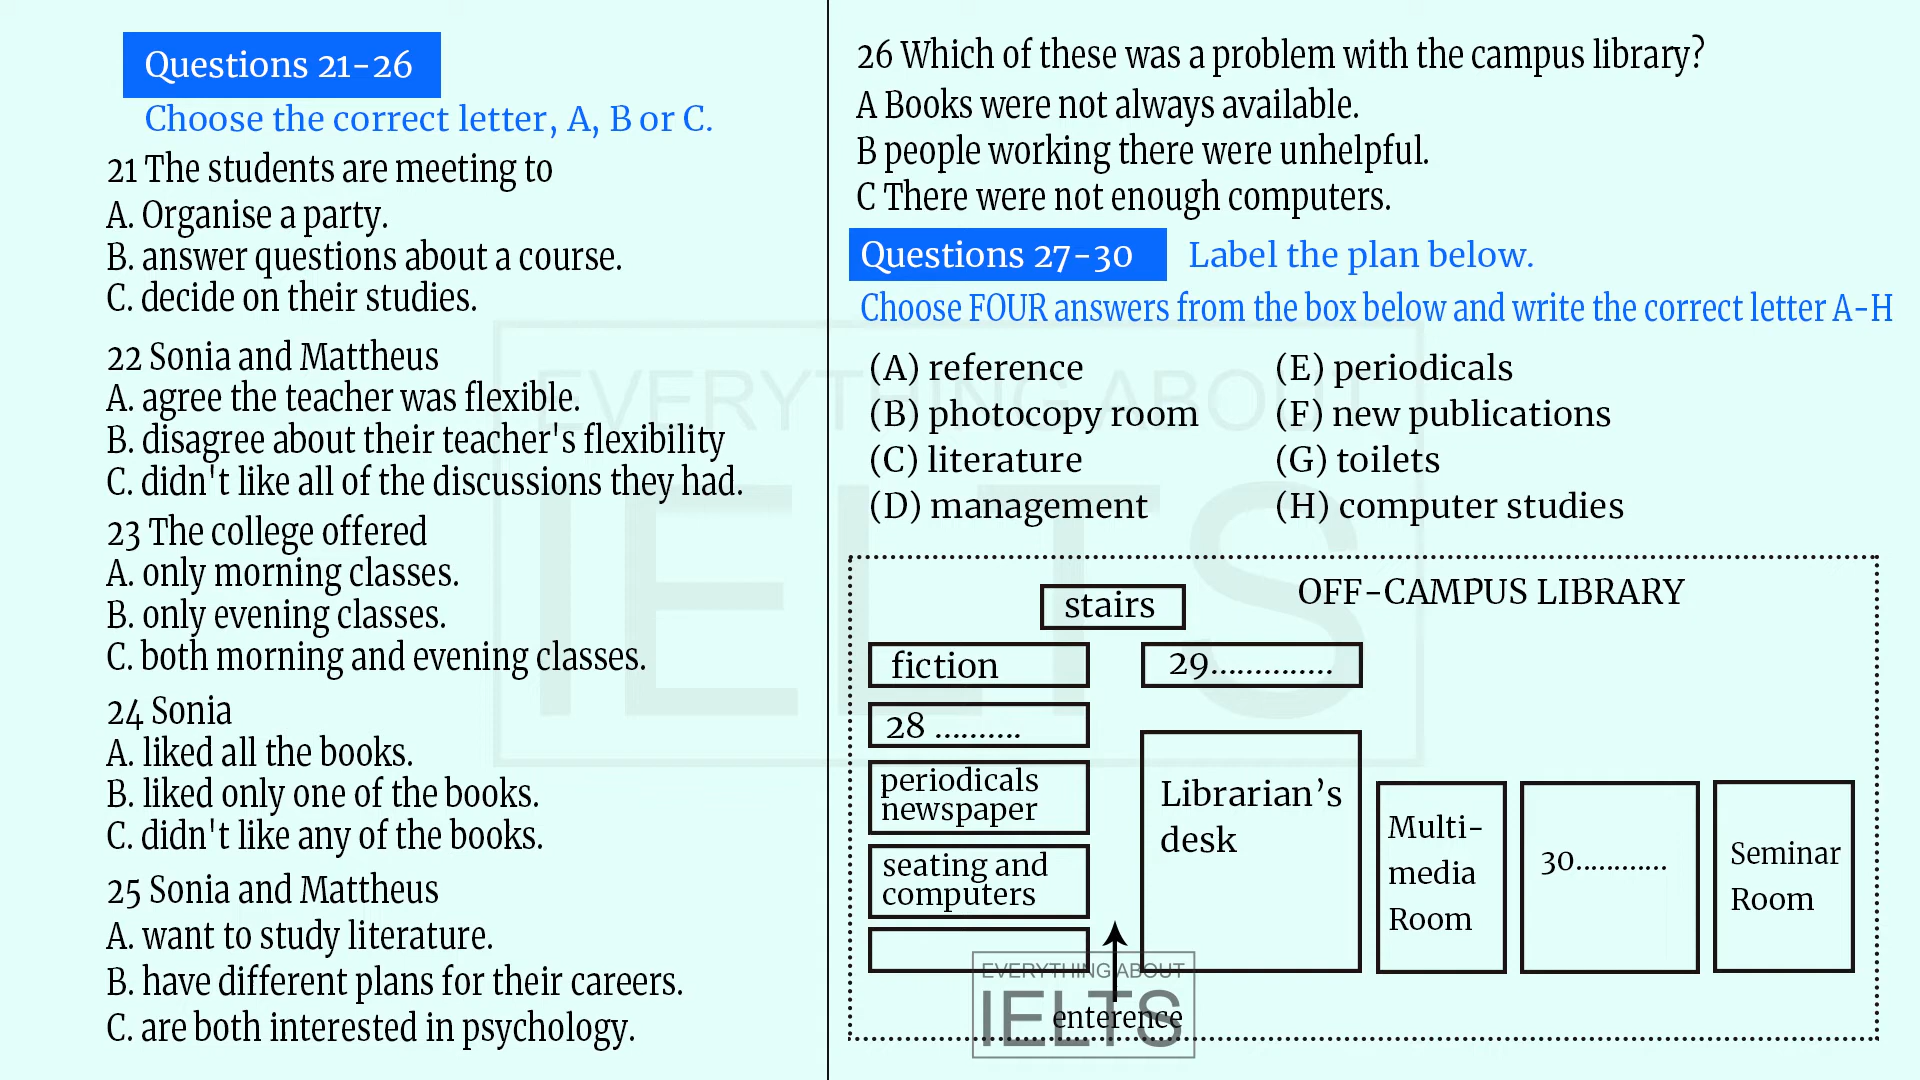 Questions 21-26
Choose the correct letter, A, B or C.
21 The students are meeting to
A. Organise a party.
B. answer questions about a course.
C. decide on their studies.
22 Sonia and Mattheus
A. agree the teacher was flexible.
B. disagree about their teacher's flexibility
C. didn't like all of the discussions they had.
23 The college offered
A. only morning classes.
B. only evening classes.
C. both morning and evening classes.
24 Sonia
A. liked all the books.
B. liked only one of the books.
C. didn't like any of the books.
25 Sonia and Mattheus
A. want to study literature.
B. have different plans for their careers.
C. are both interested in psychology.
26 Which of these was a problem with the campus library?
A Books were not always available.
B people working there were unhelpful.
C There were not enough computers.
Questions 27-30 Label the plan below.
Choose FOUR answers from the box below and write the correct letter A-H
(A) reference
(B) photocopy room
(C) literature
(D) management
(E) periodicals
(F) new publications
(G) toilets
(H) computer studies
OFF-CAMPUS LIBRARY
stairs
fiction
29..............
28 ..........
periodicals
newspaper
seating and
computers
Librarian's
desk
Multi-
media
Room
30............
Seminar
Room
enterence
EVERYTHING ABOUT
IELTS
EVERYTHING ABOUT
IELTS